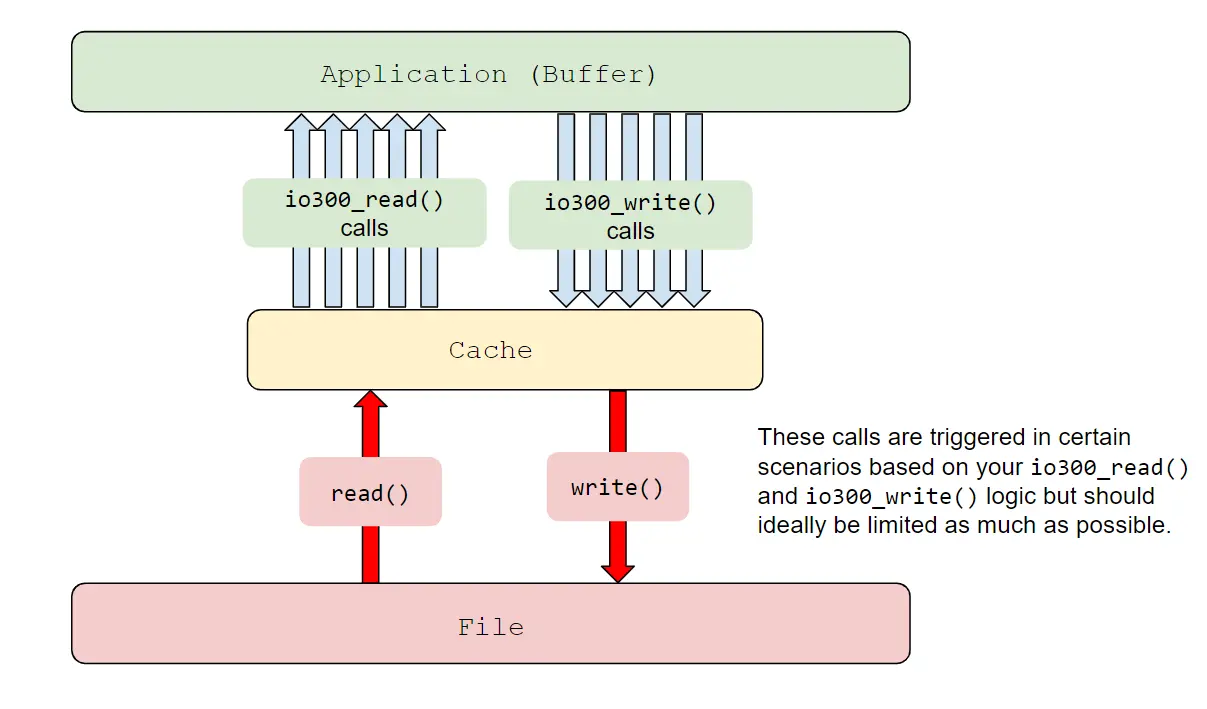 Application (Buffer)
io300_read()
calls
io300_write()
calls
Cache
read()
write()
These calls are triggered in certain
scenarios based on your io300_read()
and io300_write() logic but should
ideally be limited as much as possible.
File